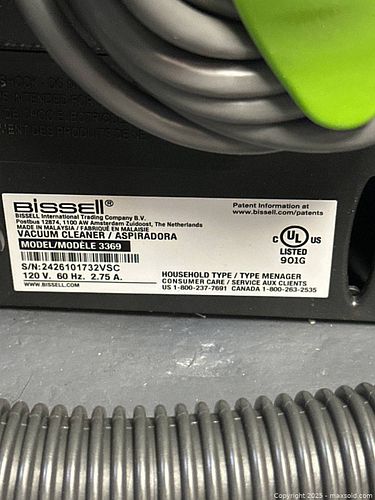 BISSELL®
BISSELL International Trading Company B.V.
Postbus 12874, 1100 AW Amsterdam Zuidoost, The Netherlands
MADE IN MALAYSIA / FABRIQUÉ EN MALAISIE
VACUUM CLEANER / ASPIRADORA
MODEL/MODÈLE 3369
S/N:2426101732VSC
120 V. 60 Hz. 2.75 A.
WWW.BISSELL.COM
Patent Information at
www.bissell.com/patents
C UL® US
LISTED
901G
HOUSEHOLD TYPE / TYPE MENAGER
CONSUMER CARE / SERVICE AUX CLIENTS
US 1-800-237-7691 CANADA 1-800-263-2535
Copyright 2025 - maxsold.com